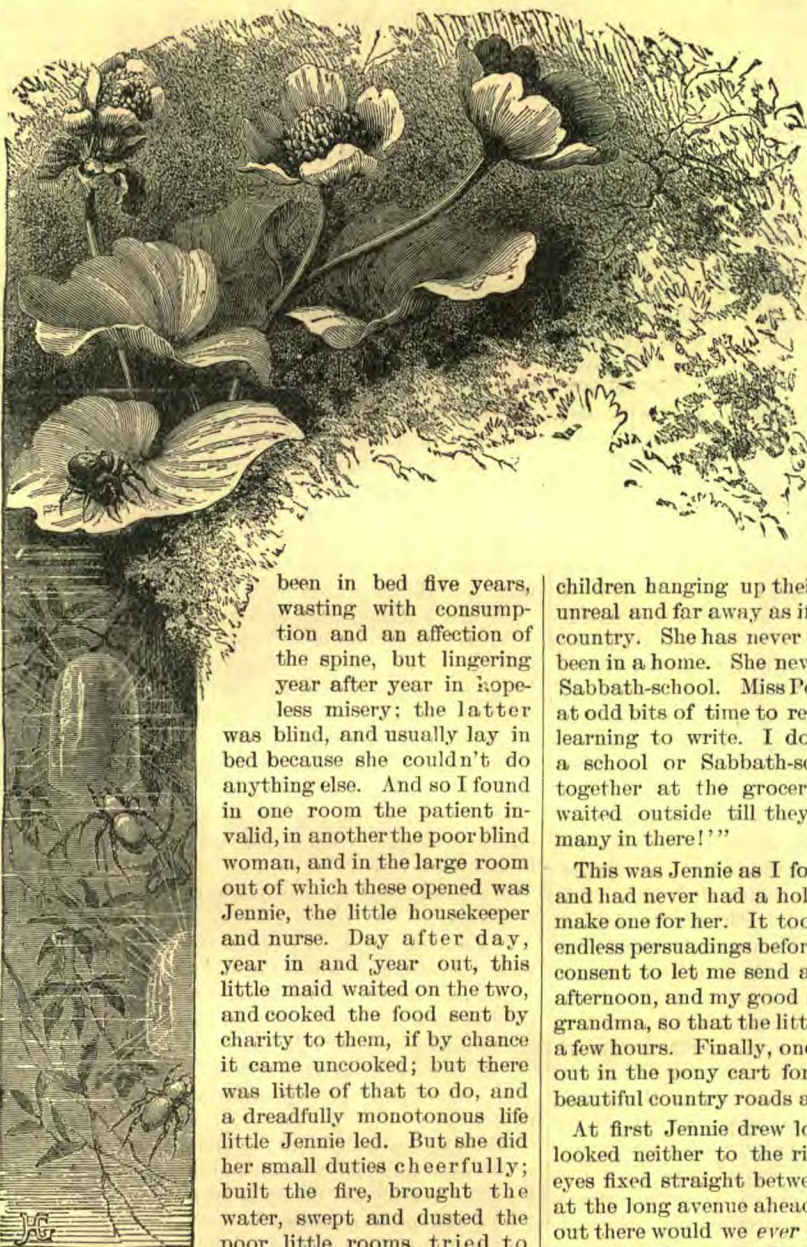 been in bed five years,
wasting with consump-
tion and an affection of
the spine, but lingering
year after year in hope-
less misery; the latter
was blind, and usually lay in
bed because she couldn't do
anything else. And so I found
in one room the patient in-
valid, in another the poor blind
woman, and in the large room
out of which these opened was
Jennie, the little housekeeper
and nurse. Day after day,
year in and year out, this
little maid waited on the two,
and cooked the food sent by
charity to them, if by chance
it came uncooked; but there
was little of that to do, and
a dreadfully monotonous life
little Jennie led. But she did
her small duties cheerfully;
built the fire, brought the
water, swept and dusted the
poor little rooms, tried to
children hanging up thei
unreal and far away as i
country. She has never
been in a home. She nev
Sabbath-school. Miss P
at odd bits of time to re
learning to write. I do
a school or Sabbath-s
together at the grocer
waited outside till they
many in there!'"
This was Jennie as I fo
and had never had a hol
make one for her. It too
endless persuadings befor
consent to let me send a
afternoon, and my good
grandma, so that the litt
a few hours. Finally, on
out in the pony cart for
beautiful country roads a
At first Jennie drew lo
looked neither to the ri
eyes fixed straight betwe
at the long avenue ahead
out there would we ever
HG